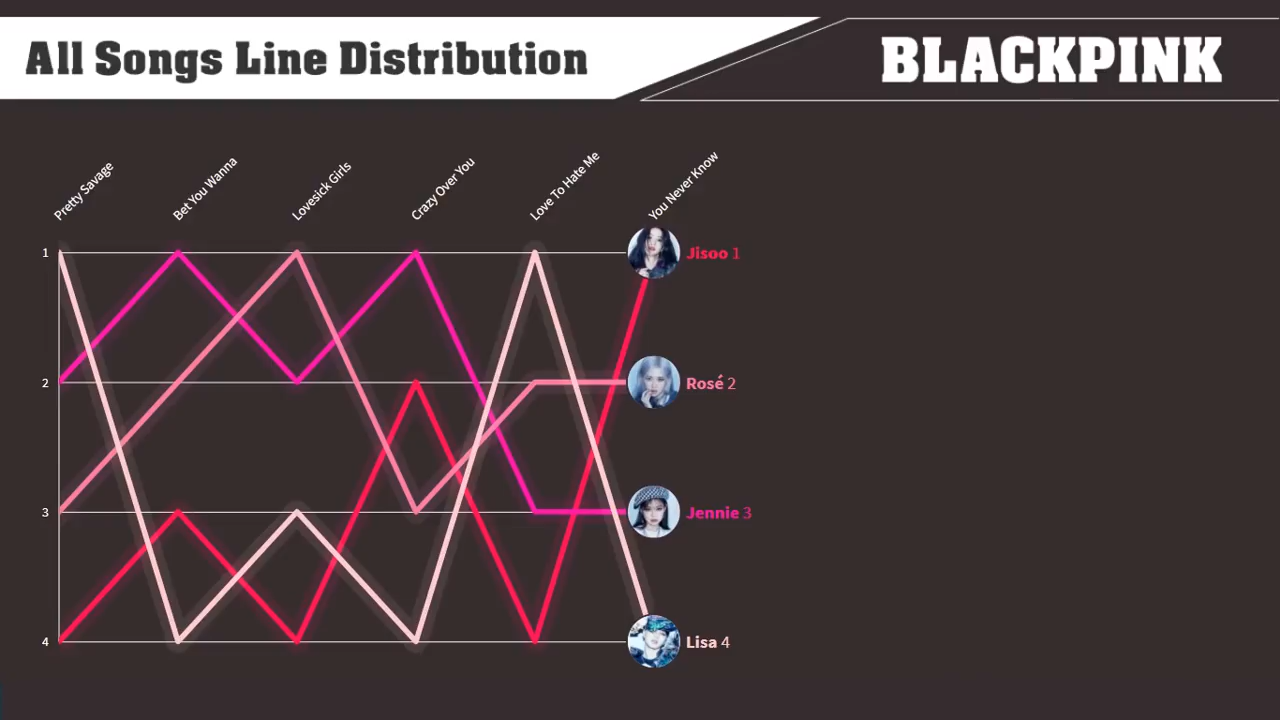 All Songs Line Distribution
BLACKPINK
Pretty Savage
Bet You Wanna
Lovesick Girls
Crazy Over You
Love To Hate Me
You Never Know
1
Jisoo 1
2
Rosé 2
3
Jennie 3
4
Lisa 4